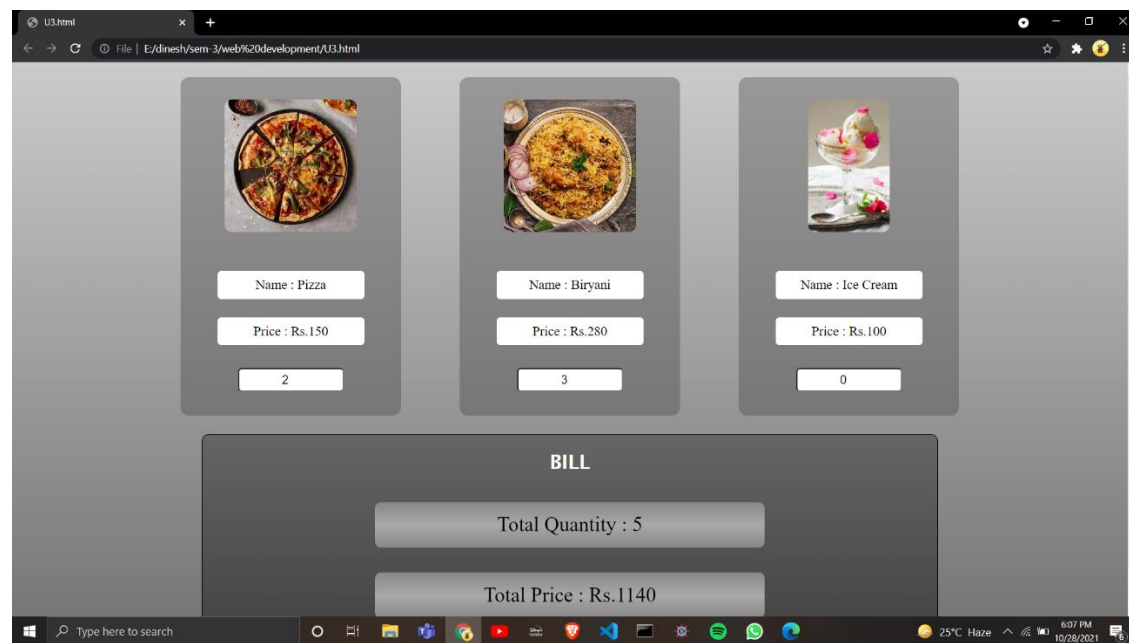 U3.html
File | E:/dinesh/sem-3/web%20development/U3.html
Name : Pizza
Price : Rs.150
2
Name : Biryani
Price : Rs.280
3
Name : Ice Cream
Price : Rs.100
0
BILL
Total Quantity : 5
Total Price : Rs.1140
Type here to search
25°C Haze
6:07 PM
10/28/2021
6